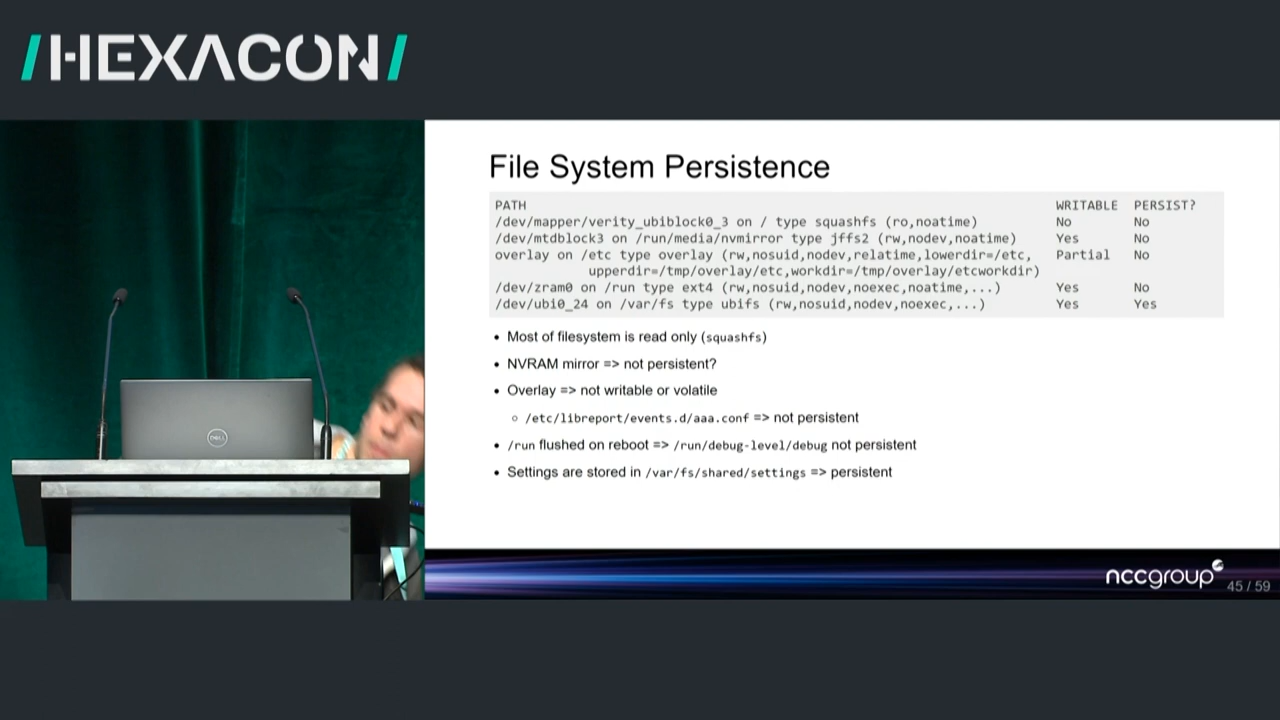 /HEXACON/
File System Persistence
PATH WRITABLE PERSIST?
/dev/mapper/verity_ubiblock0_3 on / type squashfs (ro,noatime) No No
/dev/mtdblock3 on /run/media/nvmirror type jffs2 (rw,nodev,noatime) Yes No
overlay on /etc type overlay (rw,nosuid,nodev,relatime,lowerdir=/etc, Partial No
upperdir=/tmp/overlay/etc,workdir=/tmp/overlay/etcworkdir)
/dev/zram0 on /run type ext4 (rw,nosuid,nodev,noexec,noatime,...) Yes No
/dev/ubi0_24 on /var/fs type ubifs (rw,nosuid,nodev,noexec,...) Yes Yes
• Most of filesystem is read only (squashfs)
• NVRAM mirror => not persistent?
• Overlay => not writable or volatile
○ /etc/libreport/events.d/aaa.conf => not persistent
• /run flushed on reboot => /run/debug-level/debug not persistent
• Settings are stored in /var/fs/shared/settings => persistent
DELL
nccgroup
45 / 59